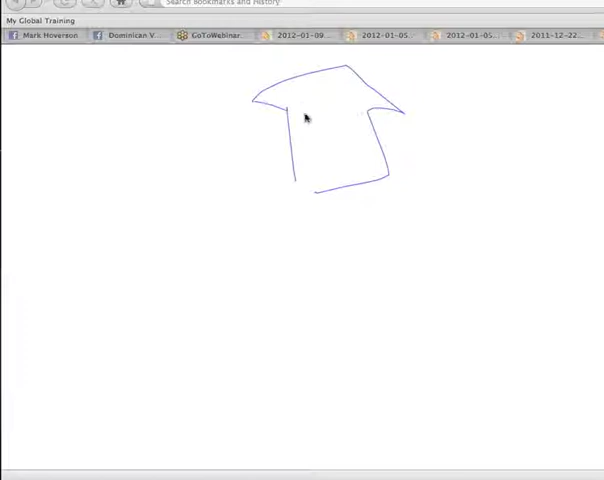 Search Bookmarks and History
My Global Training
Mark Hoverson Dominican V... GoToWebinar 2012-01-09... 2012-01-05... 2012-01-05... 2011-12-22...